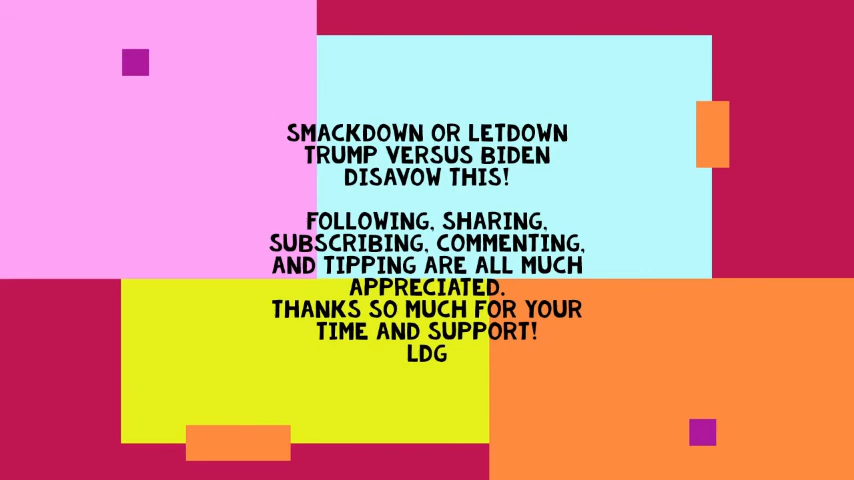 SMACKDOWN OR LETDOWN
TRUMP VERSUS BIDEN
DISAVOW THIS!
FOLLOWING, SHARING,
SUBSCRIBING, COMMENTING,
AND TIPPING ARE ALL MUCH
APPRECIATED.
THANKS SO MUCH FOR YOUR
TIME AND SUPPORT!
LDG